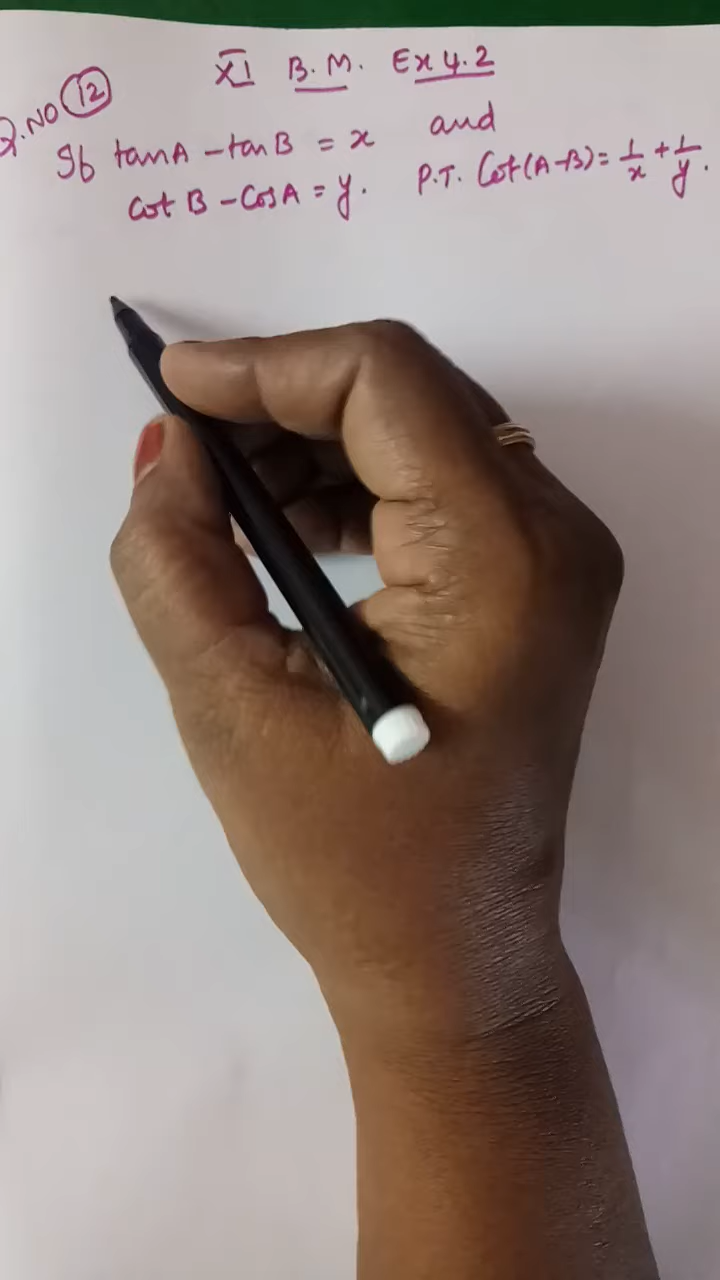 XI B.M. Ex 4.2
Q.NO 12
If tanA - tanB = x and
cot B - CosA = y. P.T. Cot(A-B) = 1/x + 1/y.